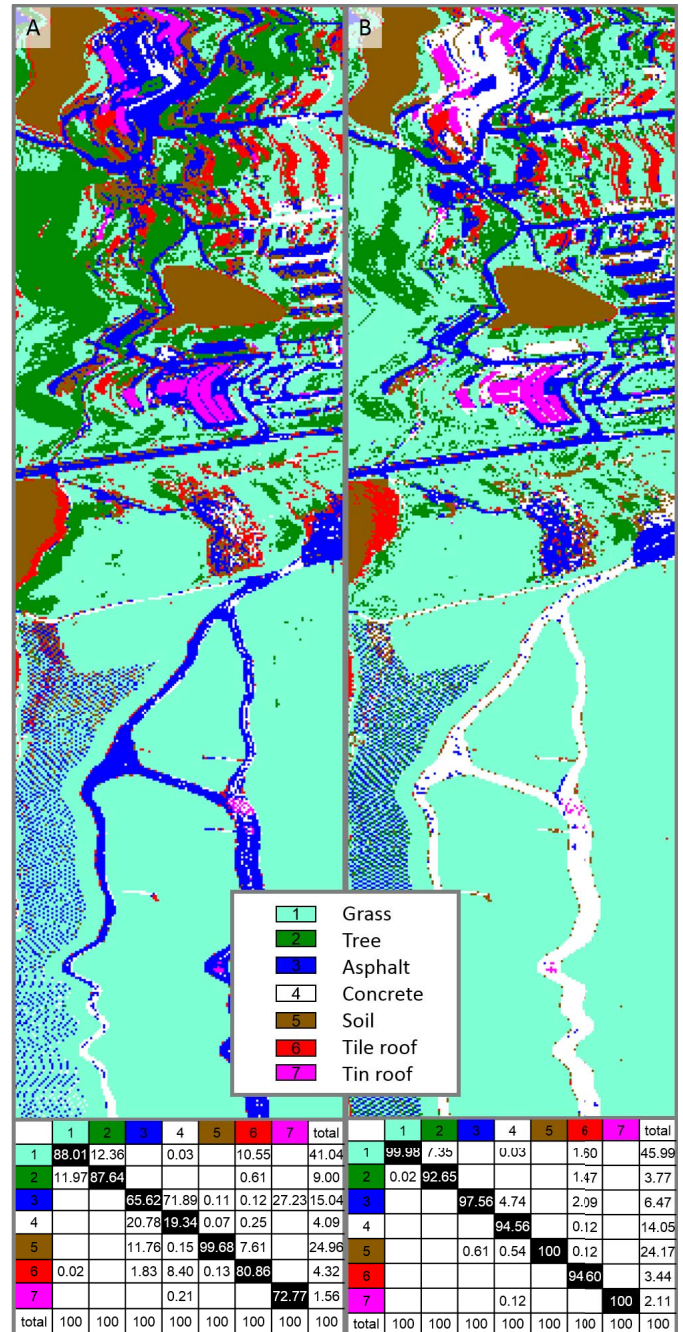 A
B
1 Grass
2 Tree
3 Asphalt
4 Concrete
5 Soil
6 Tile roof
7 Tin roof
1 2 3 4 5 6 7 total
1 88.01 12.36 0.03 10.55 41.04
2 11.97 87.64 0.61 9.00
3 65.62 71.89 0.11 0.12 27.23 15.04
4 20.78 19.34 0.07 0.25 4.09
5 11.76 0.15 99.68 7.61 24.96
6 0.02 1.83 8.40 0.13 80.86 4.32
7 0.21 72.77 1.56
total 100 100 100 100 100 100 100 100
1 2 3 4 5 6 7 total
1 99.98 7.35 0.03 1.60 45.99
2 0.02 92.65 1.47 3.77
3 97.56 4.74 2.09 6.47
4 94.56 0.12 14.05
5 0.61 0.54 100 0.12 24.17
6 94.60 3.44
7 0.12 100 2.11
total 100 100 100 100 100 100 100 100